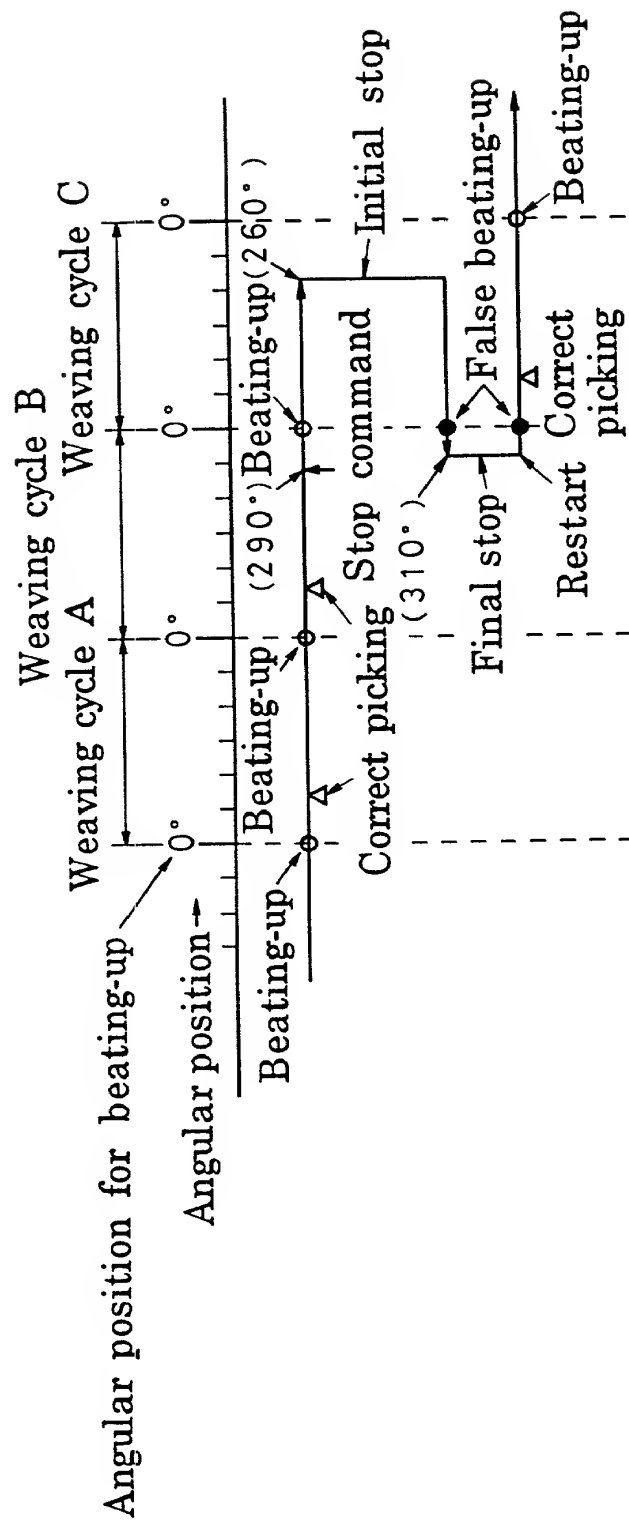 Weaving cycle B
Weaving cycle A
Weaving cycle C
Angular position for beating-up
0°
0°
0°
0°
Angular position→
Beating-up
Beating-up
(290°)
Beating-up
(260°)
Correct picking
Stop command
Initial stop
(310°)
Final stop
False beating-up
Restart
Correct
picking
Beating-up